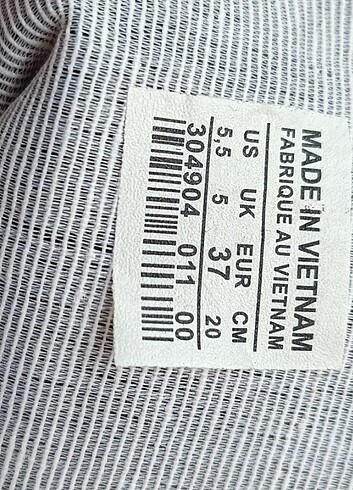 MADE IN VIETNAM
FABRIQUE AU VIETNAM
US UK EUR CM
5,5 5 37 20
304904 011 00